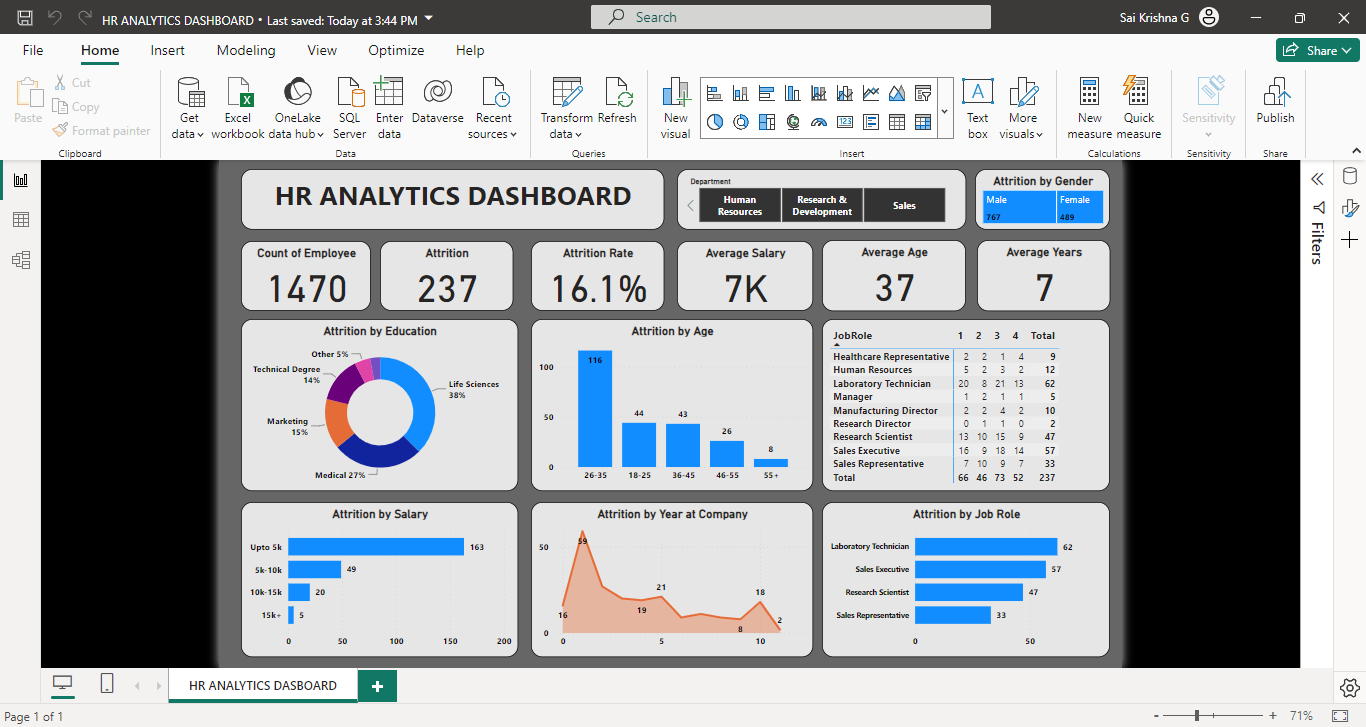 HR ANALYTICS DASHBOARD • Last saved: Today at 3:44 PM
Search
Sai Krishna G
File Home Insert Modeling View Optimize Help
Share
Paste
Cut
Copy
Format painter
Clipboard
Get data
Excel workbook
OneLake data hub
SQL Server
Enter data
Dataverse
Recent sources
Data
Transform data
Refresh
Queries
New visual
123
Text box
A
More visuals
Insert
New measure
Quick measure
Calculations
Sensitivity
Sensitivity
Publish
Share
HR ANALYTICS DASHBOARD
Department
Human Resources
Research & Development
Sales
Attrition by Gender
Male
767
Female
489
Filters
Count of Employee
1470
Attrition
237
Attrition Rate
16.1%
Average Salary
7K
Average Age
37
Average Years
7
Attrition by Education
Other 5%
Technical Degree
14%
Marketing
15%
Medical 27%
Life Sciences
38%
Attrition by Age
100
50
0
116
44
43
26
8
26-35 18-25 36-45 46-55 55+
JobRole 1 2 3 4 Total
Healthcare Representative 2 2 1 4 9
Human Resources 5 2 3 2 12
Laboratory Technician 20 8 21 13 62
Manager 1 2 1 1 5
Manufacturing Director 2 2 4 2 10
Research Director 0 1 1 0 2
Research Scientist 13 10 15 9 47
Sales Executive 16 9 18 14 57
Sales Representative 7 10 9 7 33
Total 66 46 73 52 237
Attrition by Salary
Upto 5k 163
5k-10k 49
10k-15k 20
15k+ 5
0 50 100 150 200
Attrition by Year at Company
50
0
16
59
19
21
8
18
2
0 5 10
Attrition by Job Role
Laboratory Technician 62
Sales Executive 57
Research Scientist 47
Sales Representative 33
0 50
HR ANALYTICS DASBOARD
Page 1 of 1
- + 71%